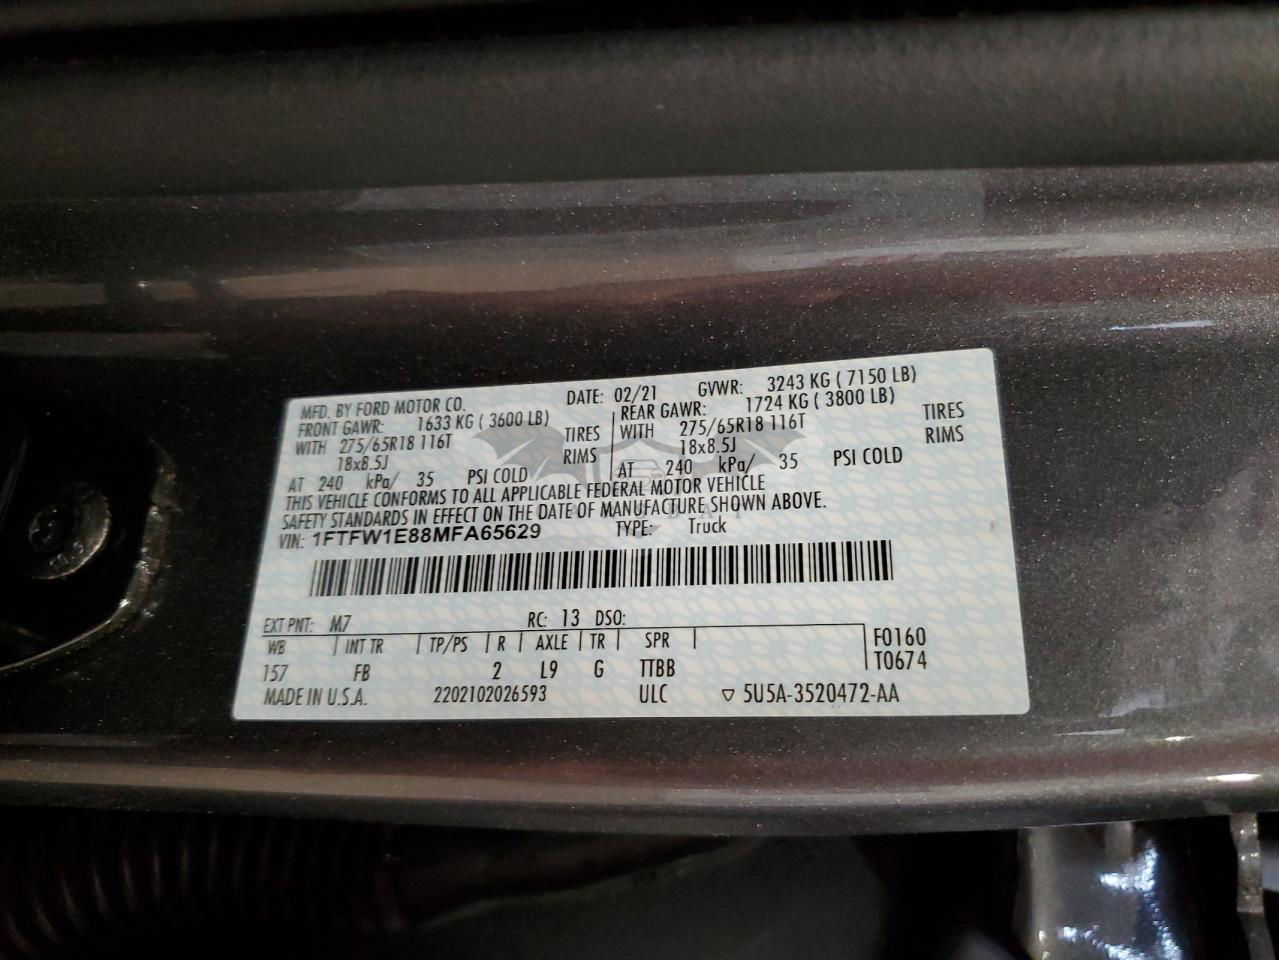 MFD. BY FORD MOTOR CO. DATE: 02/21 GVWR: 3243 KG ( 7150 LB)
FRONT GAWR: 1633 KG ( 3600 LB) REAR GAWR: 1724 KG ( 3800 LB)
WITH 275/65R18 116T TIRES WITH 275/65R18 116T TIRES
18x8.5J RIMS 18x8.5J RIMS
AT 240 kPa/ 35 PSI COLD AT 240 kPa/ 35 PSI COLD
THIS VEHICLE CONFORMS TO ALL APPLICABLE FEDERAL MOTOR VEHICLE
SAFETY STANDARDS IN EFFECT ON THE DATE OF MANUFACTURE SHOWN ABOVE.
VIN: 1FTFW1E88MFA65629 TYPE: Truck
EXT PNT: M7 RC: 13 DSO:
WB INT TR TP/PS R AXLE TR SPR F0160
157 FB 2 L9 G TTBB T0674
MADE IN U.S.A. 2202102026593 ULC ▽ 5U5A-3520472-AA